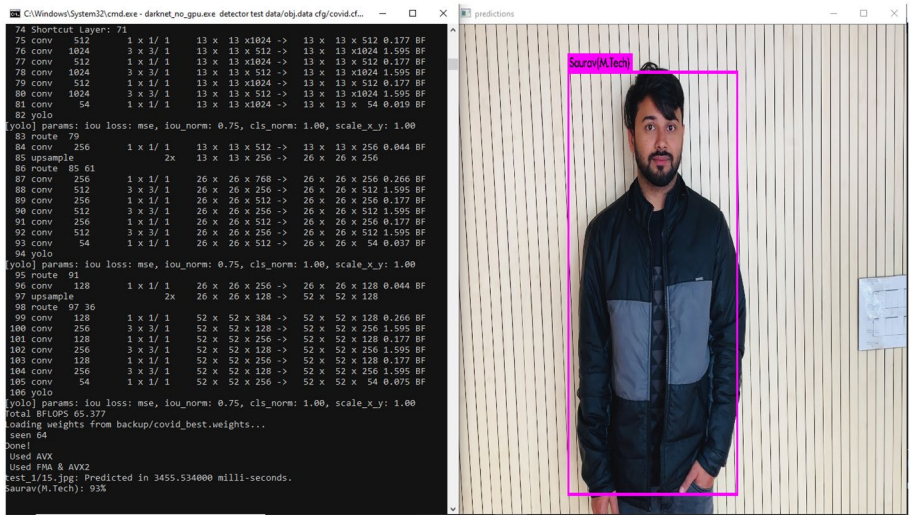 C:\Windows\System32\cmd.exe - darknet_no_gpu.exe detector test data/obj.data cfg/covid.cf...
74 Shortcut Layer: 71
75 conv 512 1 x 1/ 1 13 x 13 x1024 -> 13 x 13 x 512 0.177 BF
76 conv 1024 3 x 3/ 1 13 x 13 x 512 -> 13 x 13 x1024 1.595 BF
77 conv 512 1 x 1/ 1 13 x 13 x1024 -> 13 x 13 x 512 0.177 BF
78 conv 1024 3 x 3/ 1 13 x 13 x 512 -> 13 x 13 x1024 1.595 BF
79 conv 512 1 x 1/ 1 13 x 13 x1024 -> 13 x 13 x 512 0.177 BF
80 conv 1024 3 x 3/ 1 13 x 13 x 512 -> 13 x 13 x1024 1.595 BF
81 conv 54 1 x 1/ 1 13 x 13 x1024 -> 13 x 13 x 54 0.019 BF
82 yolo
[yolo] params: iou loss: mse, iou_norm: 0.75, cls_norm: 1.00, scale_x_y: 1.00
83 route 79
84 conv 256 1 x 1/ 1 13 x 13 x 512 -> 13 x 13 x 256 0.044 BF
85 upsample 2x 13 x 13 x 256 -> 26 x 26 x 256
86 route 85 61
87 conv 256 1 x 1/ 1 26 x 26 x 768 -> 26 x 26 x 256 0.266 BF
88 conv 512 3 x 3/ 1 26 x 26 x 256 -> 26 x 26 x 512 1.595 BF
89 conv 256 1 x 1/ 1 26 x 26 x 512 -> 26 x 26 x 256 0.177 BF
90 conv 512 3 x 3/ 1 26 x 26 x 256 -> 26 x 26 x 512 1.595 BF
91 conv 256 1 x 1/ 1 26 x 26 x 512 -> 26 x 26 x 256 0.177 BF
92 conv 512 3 x 3/ 1 26 x 26 x 256 -> 26 x 26 x 512 1.595 BF
93 conv 54 1 x 1/ 1 26 x 26 x 512 -> 26 x 26 x 54 0.037 BF
94 yolo
[yolo] params: iou loss: mse, iou_norm: 0.75, cls_norm: 1.00, scale_x_y: 1.00
95 route 91
96 conv 128 1 x 1/ 1 26 x 26 x 256 -> 26 x 26 x 128 0.044 BF
97 upsample 2x 26 x 26 x 128 -> 52 x 52 x 128
98 route 97 36
99 conv 128 1 x 1/ 1 52 x 52 x 384 -> 52 x 52 x 128 0.266 BF
100 conv 256 3 x 3/ 1 52 x 52 x 128 -> 52 x 52 x 256 1.595 BF
101 conv 128 1 x 1/ 1 52 x 52 x 256 -> 52 x 52 x 128 0.177 BF
102 conv 256 3 x 3/ 1 52 x 52 x 128 -> 52 x 52 x 256 1.595 BF
103 conv 128 1 x 1/ 1 52 x 52 x 256 -> 52 x 52 x 128 0.177 BF
104 conv 256 3 x 3/ 1 52 x 52 x 128 -> 52 x 52 x 256 1.595 BF
105 conv 54 1 x 1/ 1 52 x 52 x 256 -> 52 x 52 x 54 0.075 BF
106 yolo
[yolo] params: iou loss: mse, iou_norm: 0.75, cls_norm: 1.00, scale_x_y: 1.00
Total BFLOPS 65.377
Loading weights from backup/covid_best.weights...
seen 64
Done!
Used AVX
Used FMA & AVX2
test_1/15.jpg: Predicted in 3455.534000 milli-seconds.
Saurav(M.Tech): 93%
predictions
Saurav(M.Tech)